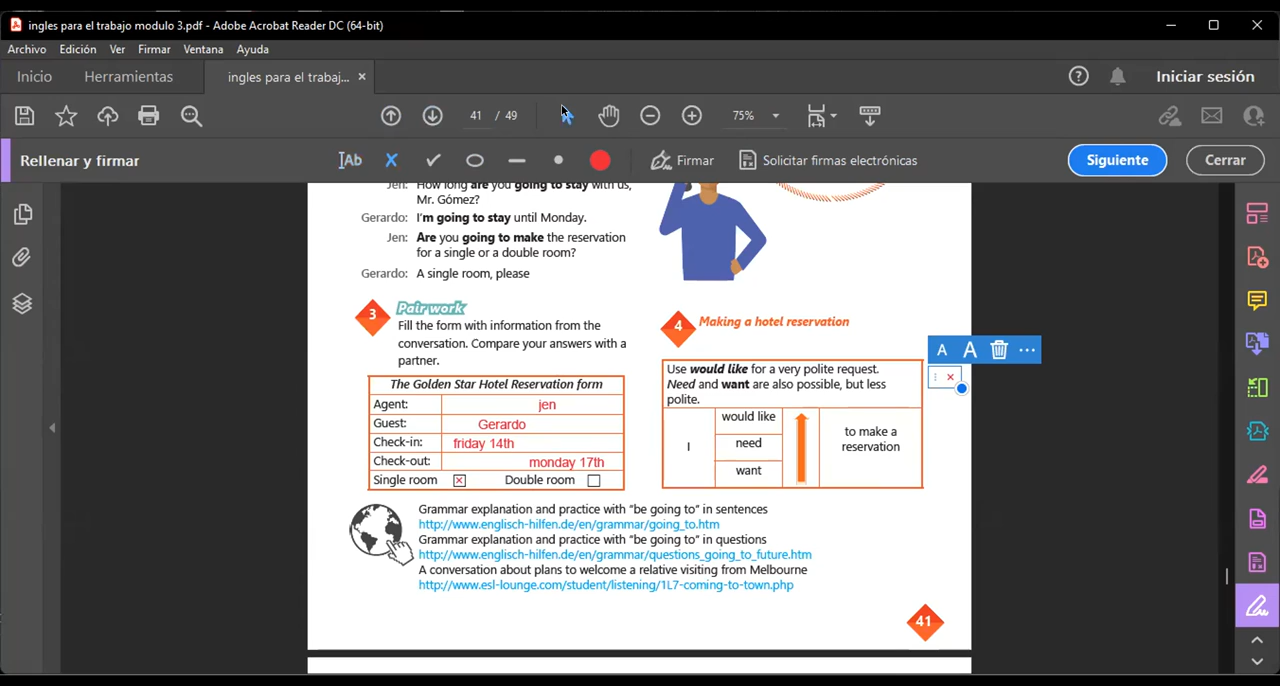 ingles para el trabajo modulo 3.pdf - Adobe Acrobat Reader DC (64-bit)
Archivo Edición Ver Firmar Ventana Ayuda
Inicio Herramientas ingles para el trabaj... × Iniciar sesión
41 / 49 75%
Rellenar y firmar Ab Firmar Solicitar firmas electrónicas Siguiente Cerrar
Jen: How long are you going to stay with us,
Mr. Gómez?
Gerardo: I'm going to stay until Monday.
Jen: Are you going to make the reservation
for a single or a double room?
Gerardo: A single room, please
3 Pair work
Fill the form with information from the
conversation. Compare your answers with a
partner.
The Golden Star Hotel Reservation form
Agent: jen
Guest: Gerardo
Check-in: friday 14th
Check-out: monday 17th
Single room × Double room
4 Making a hotel reservation
A A ...
Use would like for a very polite request.
Need and want are also possible, but less
polite.
I
would like
need
want
to make a
reservation
Grammar explanation and practice with "be going to" in sentences
http://www.englisch-hilfen.de/en/grammar/going_to.htm
Grammar explanation and practice with "be going to" in questions
http://www.englisch-hilfen.de/en/grammar/questions_going_to_future.htm
A conversation about plans to welcome a relative visiting from Melbourne
http://www.esl-lounge.com/student/listening/1L7-coming-to-town.php
41